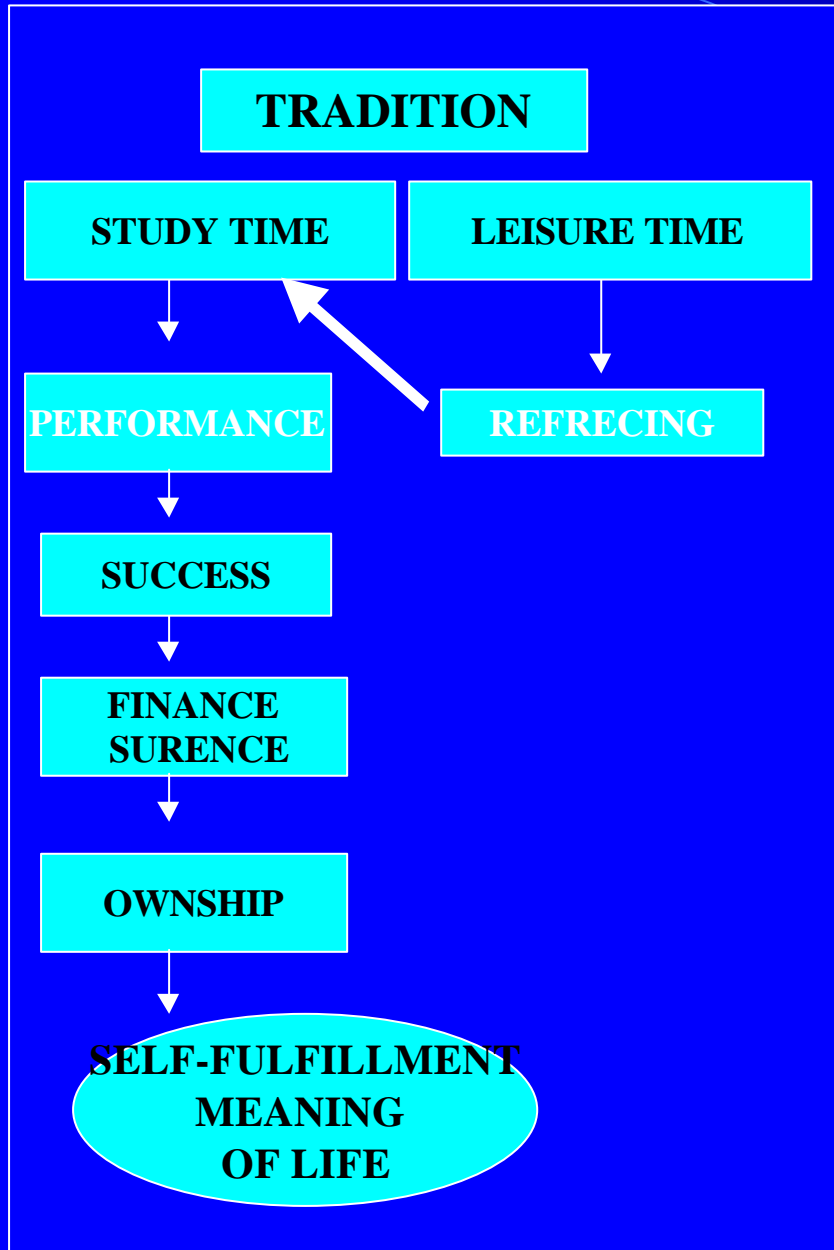 TRADITION
STUDY TIME
LEISURE TIME
PERFORMANCE
REFRECING
SUCCESS
FINANCE
SURENCE
OWNSHIP
SELF-FULFILLMENT
MEANING
OF LIFE